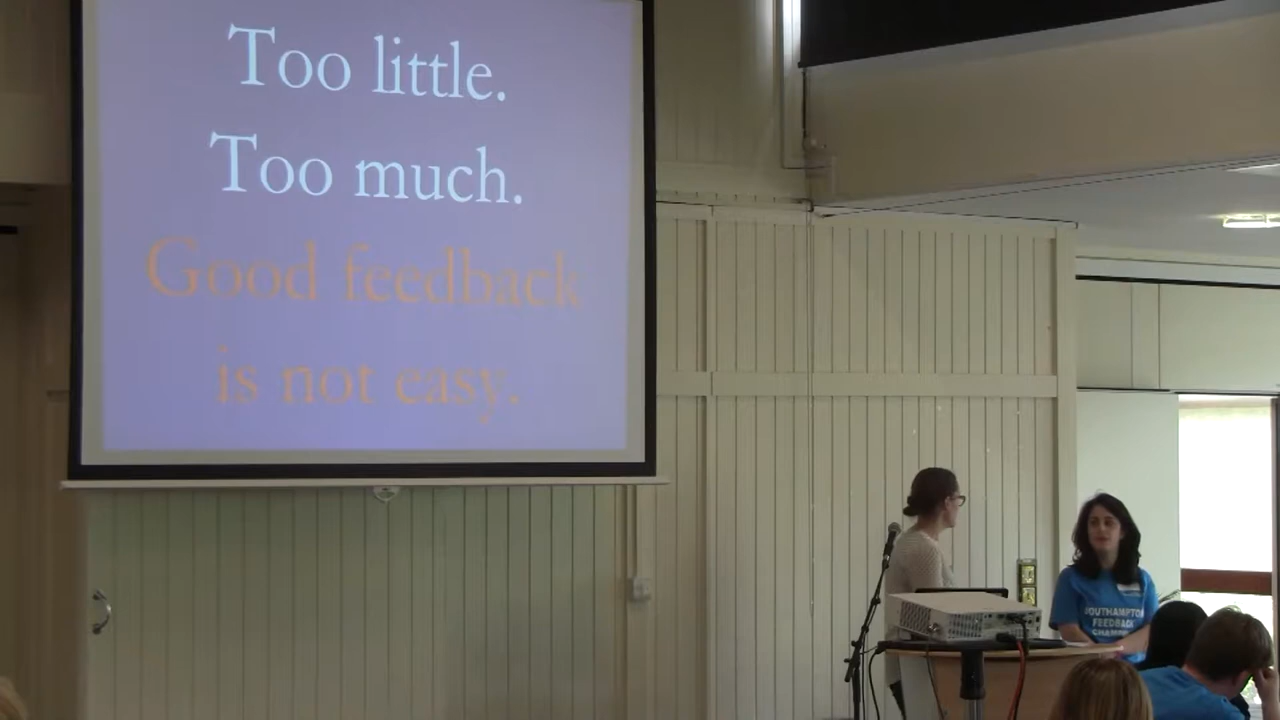 Too little.
Too much.
Good feedback
is not easy.
SOUTHAMPTON
FEEDBACK